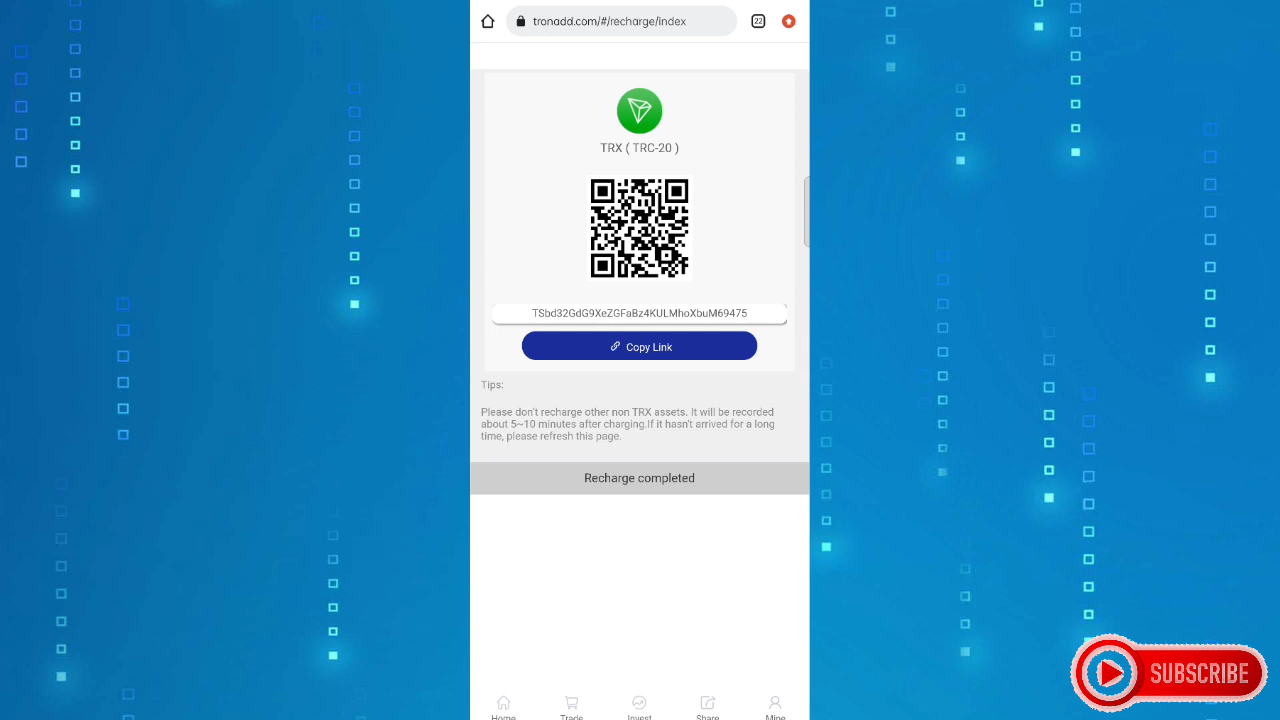 22
tronadd.com/#/recharge/index
TRX ( TRC-20 )
TSbd32GdG9XeZGFaBz4KULMhoXbuM69475
Copy Link
Tips:
Please don't recharge other non TRX assets. It will be recorded
about 5~10 minutes after charging.If it hasn't arrived for a long
time, please refresh this page.
Recharge completed
SUBSCRIBE
Home
Trade
Invest
Share
Mine